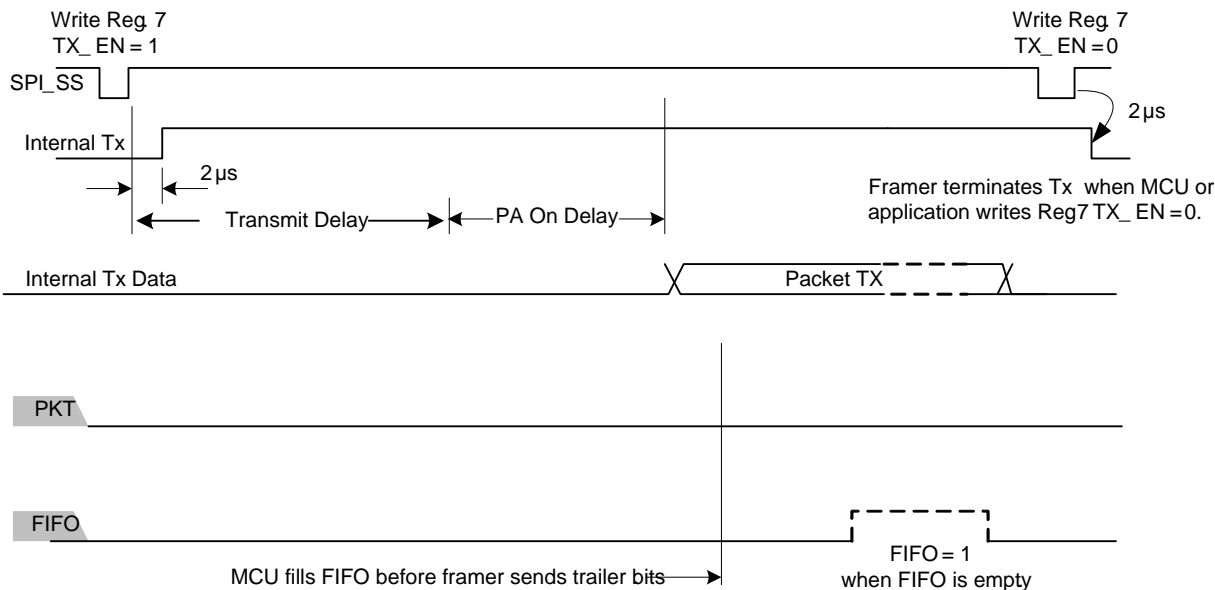 Write Reg. 7
TX_ EN = 1
Write Reg. 7
TX_ EN = 0
SPI_SS
2 µs
Internal Tx
2 µs
Framer terminates Tx when MCU or
application writes Reg7 TX_ EN = 0.
Transmit Delay
PA On Delay
Internal Tx Data
Packet TX
PKT
FIFO
FIFO = 1
when FIFO is empty
MCU fills FIFO before framer sends trailer bits